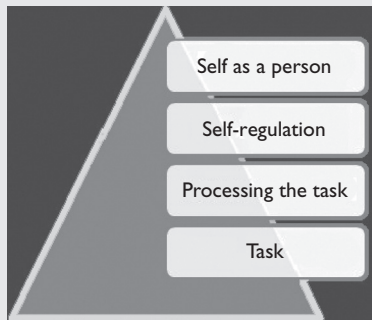 Self as a person
Self-regulation
Processing the task
Task